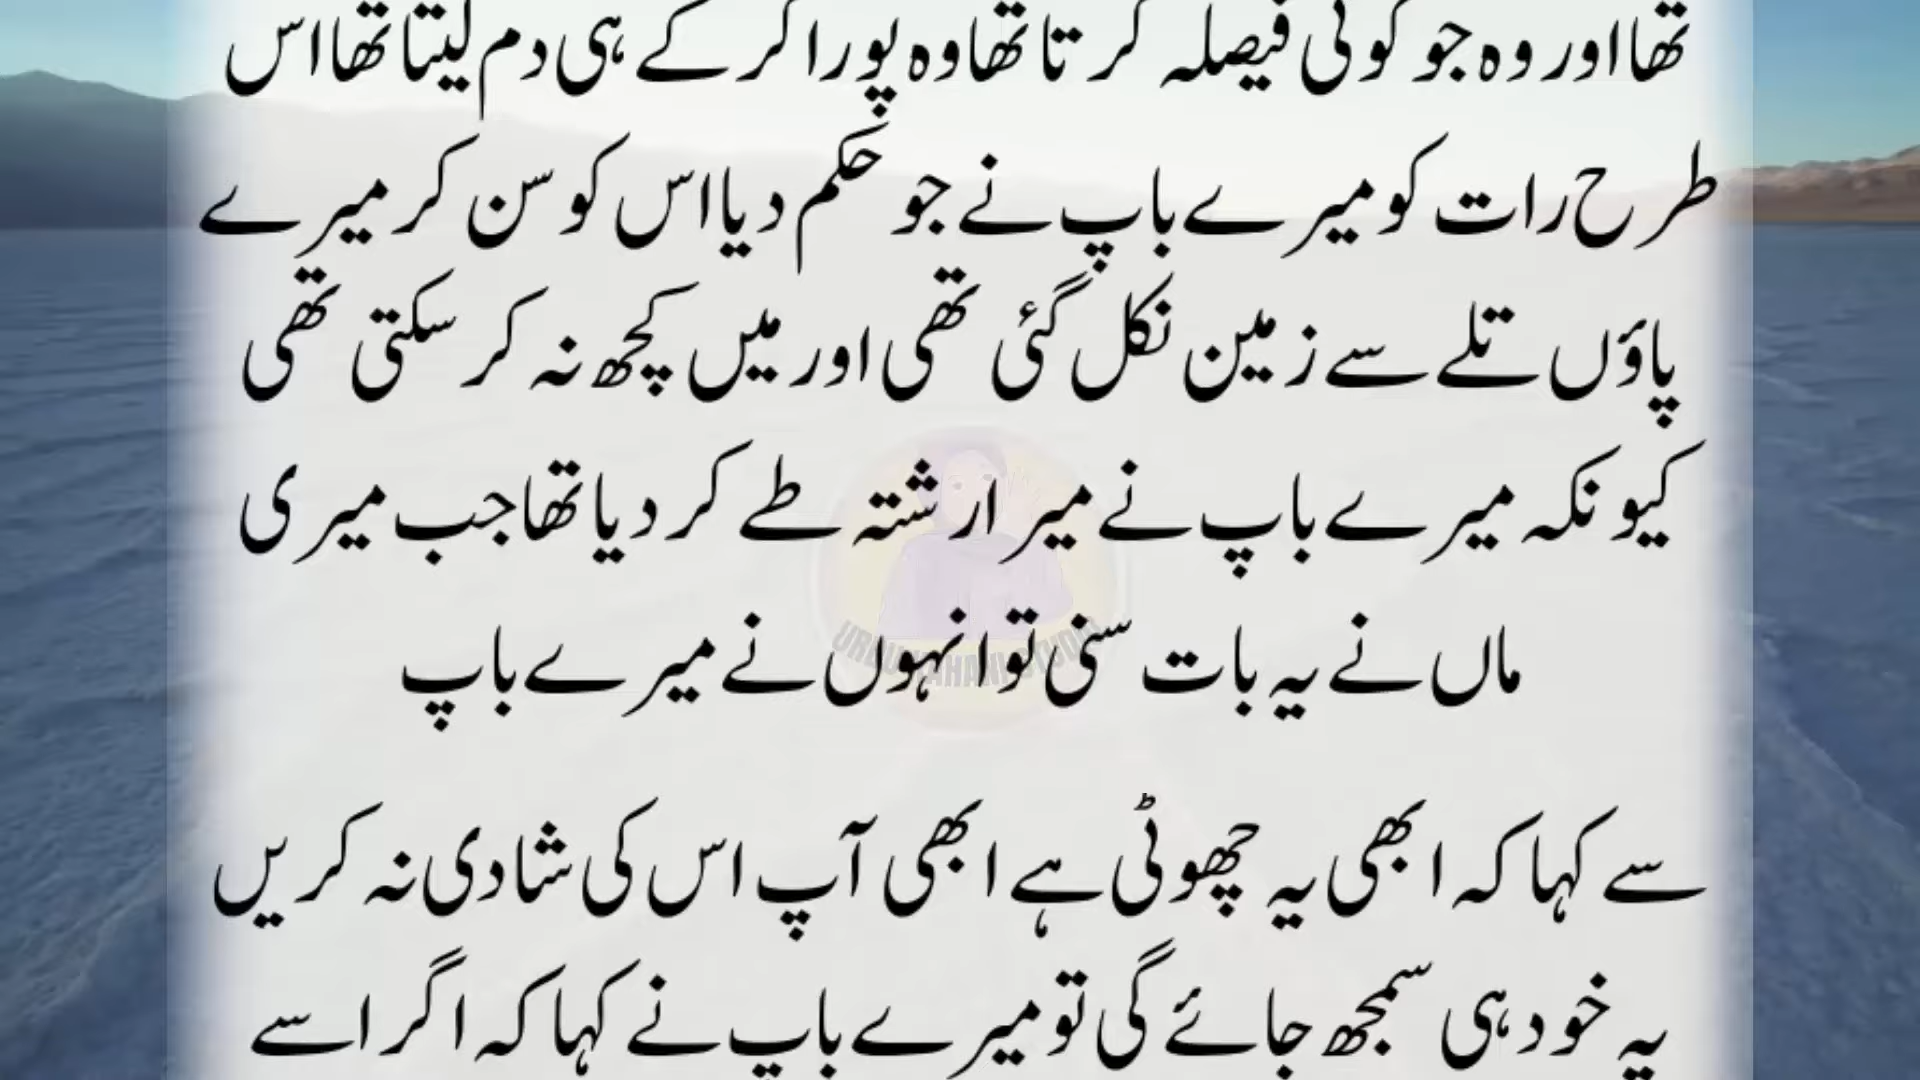 تھا اور وہ جو کوئی فیصلہ کرتا تھا وہ پورا کر کے ہی دم لیتا تھا اس
طرح رات کو میرے باپ نے جو حکم دیا اس کو سن کر میرے
پاؤں تلے سے زمین نکل گئی تھی اور میں کچھ نہ کر سکتی تھی
کیونکہ میرے باپ نے میرا رشتہ طے کر دیا تھا جب میری
ماں نے یہ بات سنی تو انہوں نے میرے باپ
سے کہا کہ ابھی یہ چھوٹی ہے ابھی آپ اس کی شادی نہ کریں
یہ خود ہی سمجھ جائے گی تو میرے باپ نے کہا کہ اگر اسے